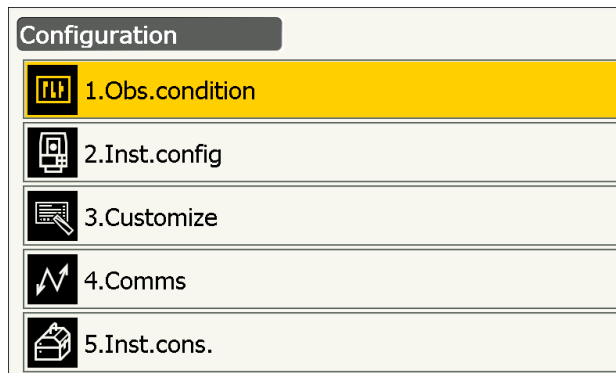 Configuration
1.Obs.condition
2.Inst.config
3.Customize
4.Comms
5.Inst.cons.